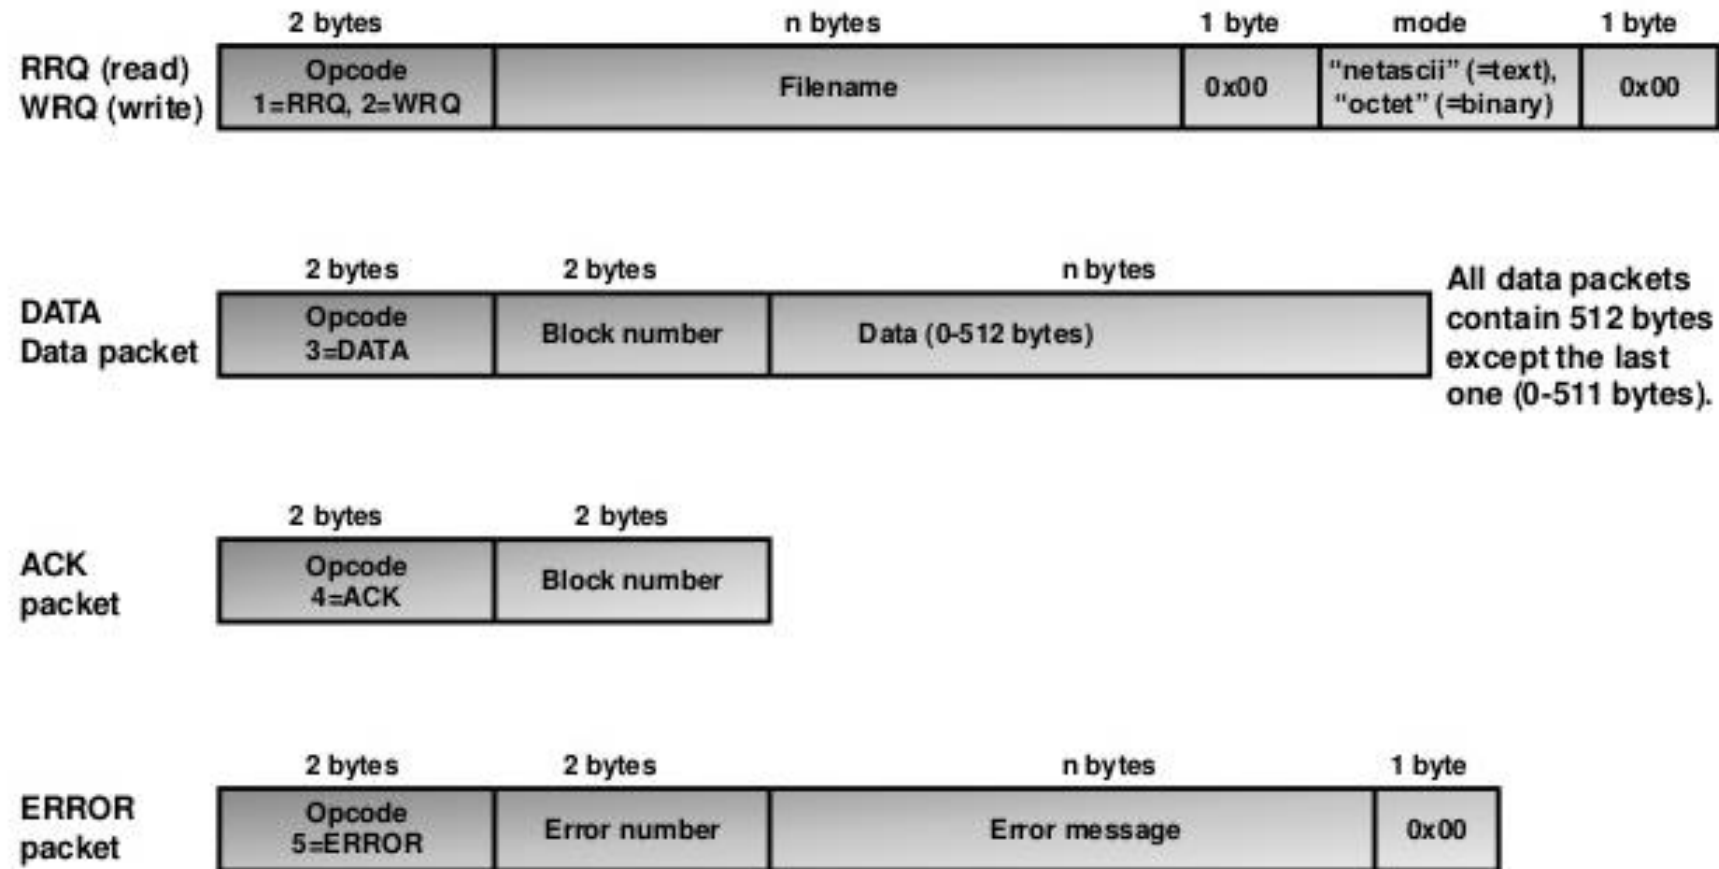 2 bytes
n bytes
1 byte
mode
1 byte
RRQ (read)
WRQ (write)
Opcode
1=RRQ, 2=WRQ
Filename
0x00
“netascii” (=text),
“octet” (=binary)
0x00
2 bytes
2 bytes
n bytes
DATA
Data packet
Opcode
3=DATA
Block number
Data (0-512 bytes)
All data packets
contain 512 bytes
except the last
one (0-511 bytes).
2 bytes
2 bytes
ACK
packet
Opcode
4=ACK
Block number
2 bytes
2 bytes
n bytes
1 byte
ERROR
packet
Opcode
5=ERROR
Error number
Error message
0x00